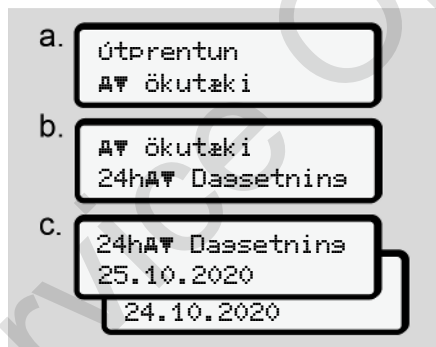 a.
útprentun
ökutæki
b.
ökutæki
24h Dagsetning
c.
24h Dagsetning
25.10.2020
24.10.2020